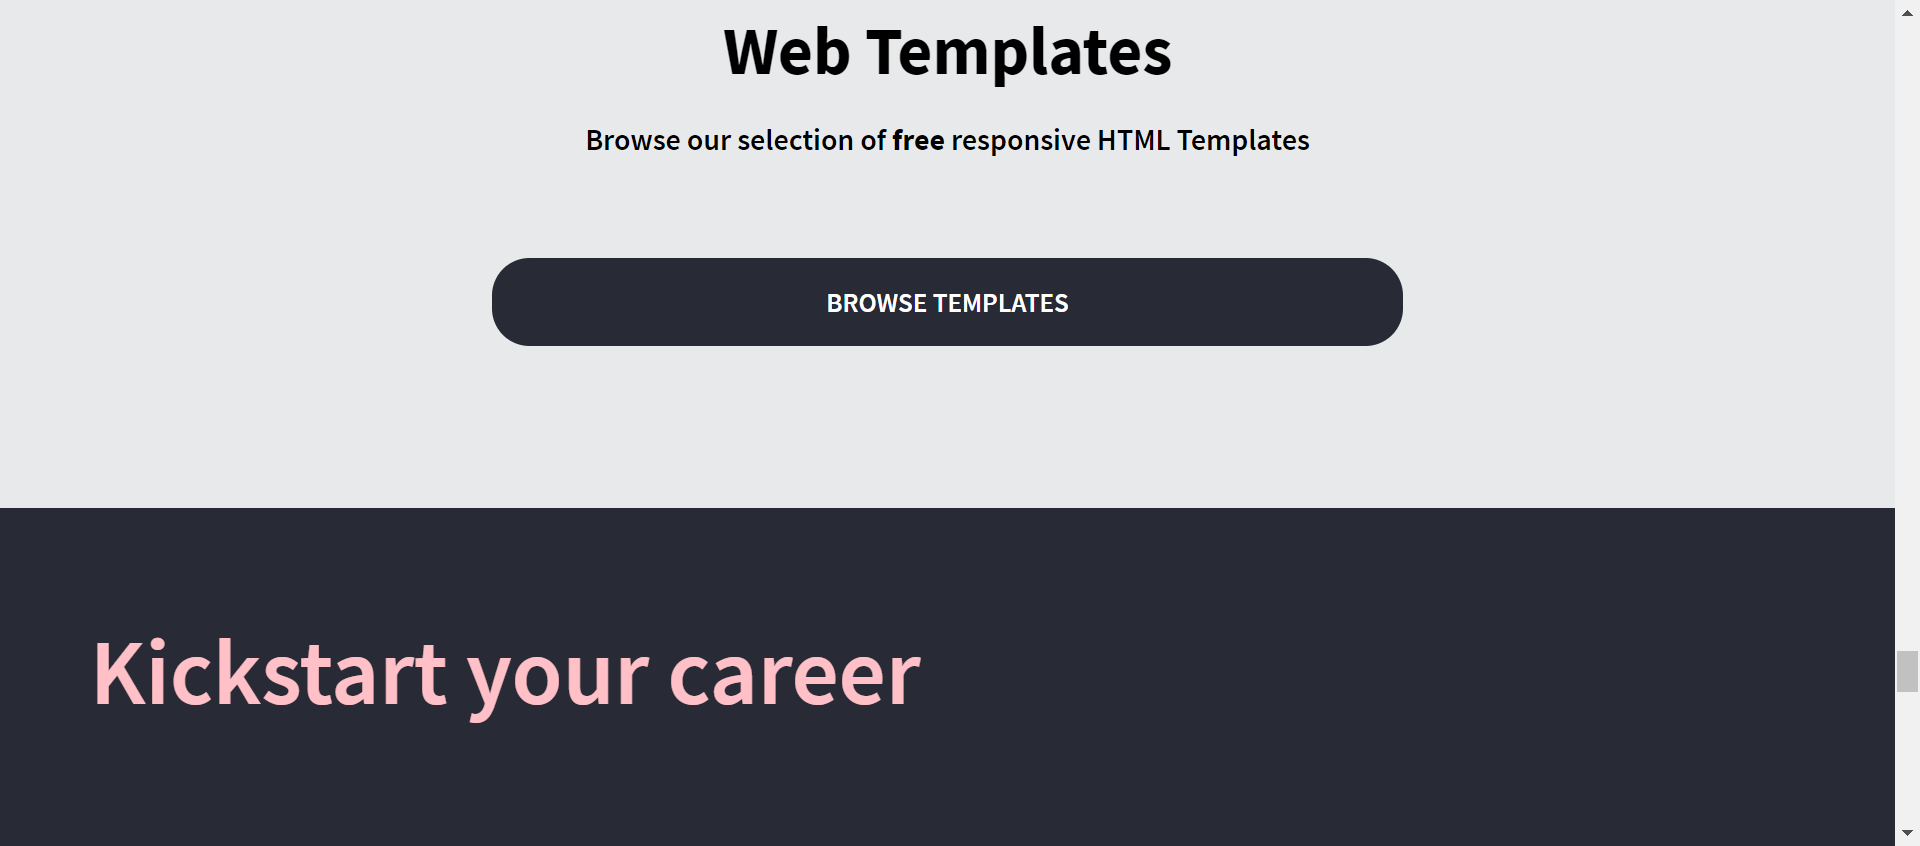 Web Templates
Browse our selection of free responsive HTML Templates
BROWSE TEMPLATES
Kickstart your career